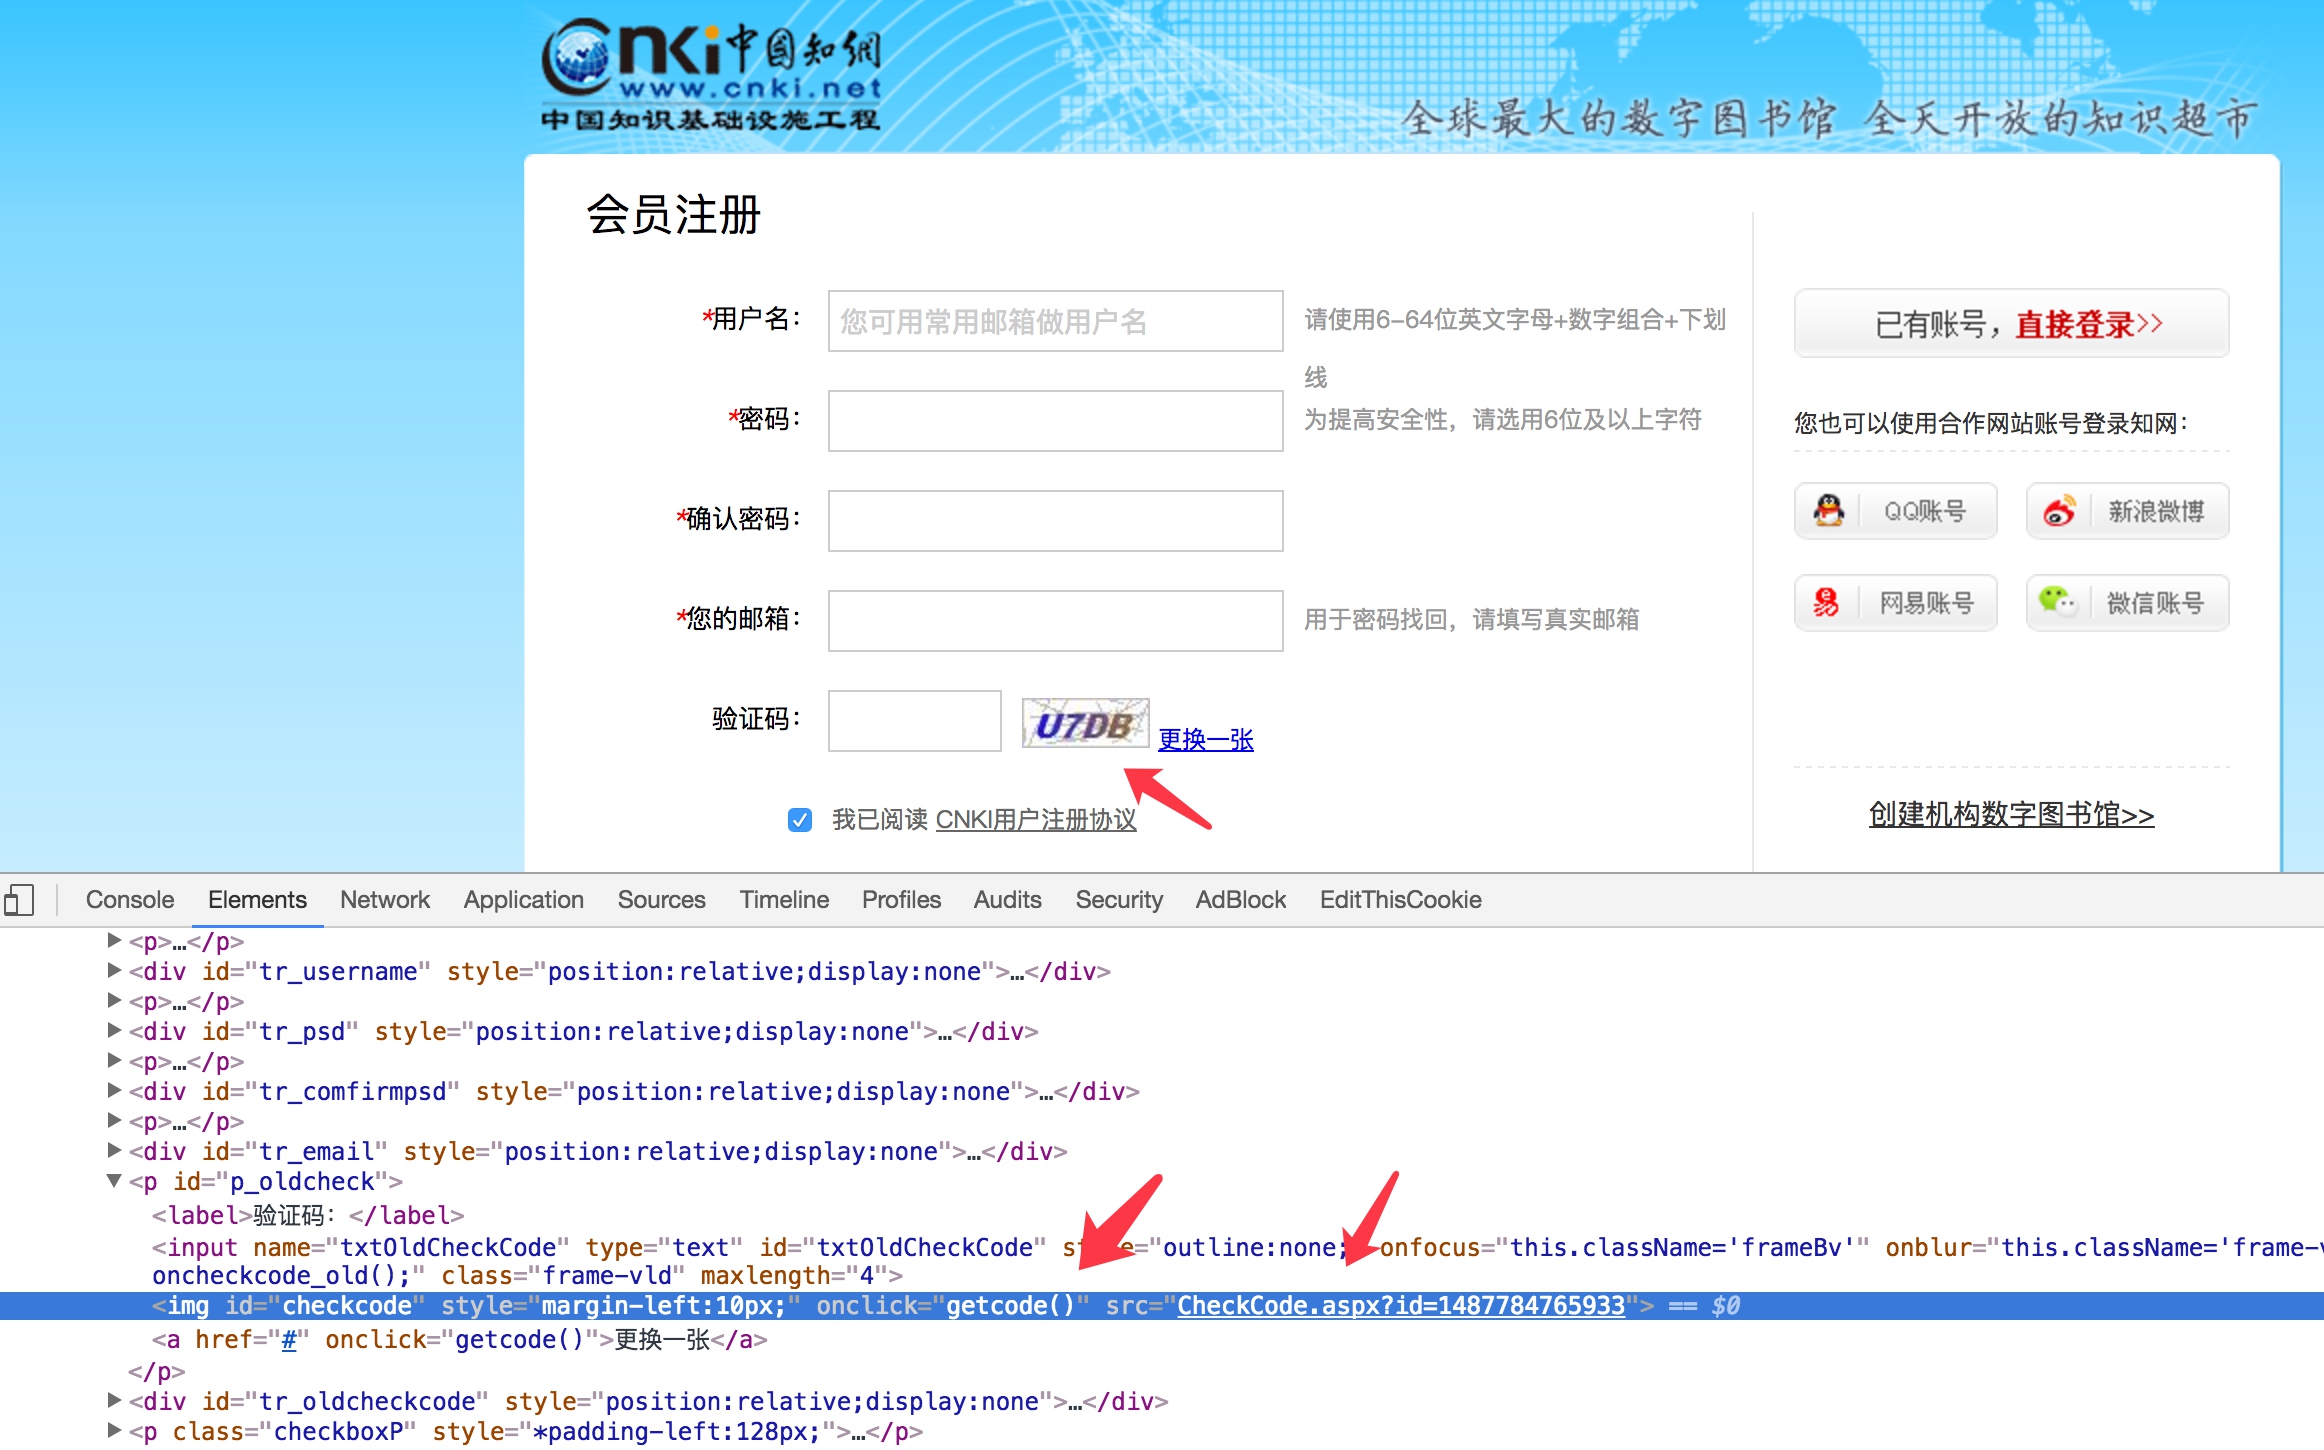 CNKi中国知網
www.cnki.net
中国知识基础设施工程
全球最大的数字图书馆 全天开放的知识超市
会员注册
*用户名：
您可用常用邮箱做用户名
请使用6-64位英文字母+数字组合+下划
线
*密码：
为提高安全性，请选用6位及以上字符
*确认密码：
*您的邮箱：
用于密码找回，请填写真实邮箱
验证码：
U7DB
更换一张
我已阅读 CNKI用户注册协议
已有账号，直接登录>>
您也可以使用合作网站账号登录知网：
QQ账号
新浪微博
网易账号
微信账号
创建机构数字图书馆>>
Console Elements Network Application Sources Timeline Profiles Audits Security AdBlock EditThisCookie
<p>…</p>
<div id="tr_username" style="position:relative;display:none">…</div>
<p>…</p>
<div id="tr_psd" style="position:relative;display:none">…</div>
<p>…</p>
<div id="tr_comfirmpsd" style="position:relative;display:none">…</div>
<p>…</p>
<div id="tr_email" style="position:relative;display:none">…</div>
<p id="p_oldcheck">
<label>验证码：</label>
<input name="txtOldCheckCode" type="text" id="txtOldCheckCode" style="outline:none;" onfocus="this.className='frameBv'" onblur="this.className='frame-v
oncheckcode_old();" class="frame-vld" maxlength="4">
<img id="checkcode" style="margin-left:10px;" onclick="getcode()" src="CheckCode.aspx?id=1487784765933"> == $0
<a href="#" onclick="getcode()">更换一张</a>
</p>
<div id="tr_oldcheckcode" style="position:relative;display:none">…</div>
<p class="checkboxP" style="*padding-left:128px;">…</p>